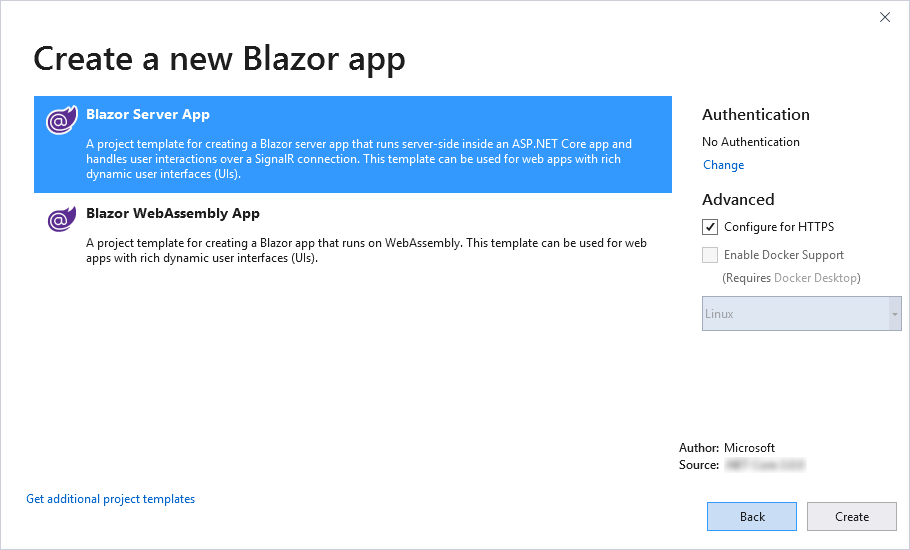 Create a new Blazor app
Blazor Server App
A project template for creating a Blazor server app that runs server-side inside an ASP.NET Core app and
handles user interactions over a SignalR connection. This template can be used for web apps with rich
dynamic user interfaces (UIs).
Blazor WebAssembly App
A project template for creating a Blazor app that runs on WebAssembly. This template can be used for web
apps with rich dynamic user interfaces (UIs).
Authentication
No Authentication
Change
Advanced
Configure for HTTPS
Enable Docker Support
(Requires Docker Desktop)
Linux
Author: Microsoft
Source:
Get additional project templates
Back
Create